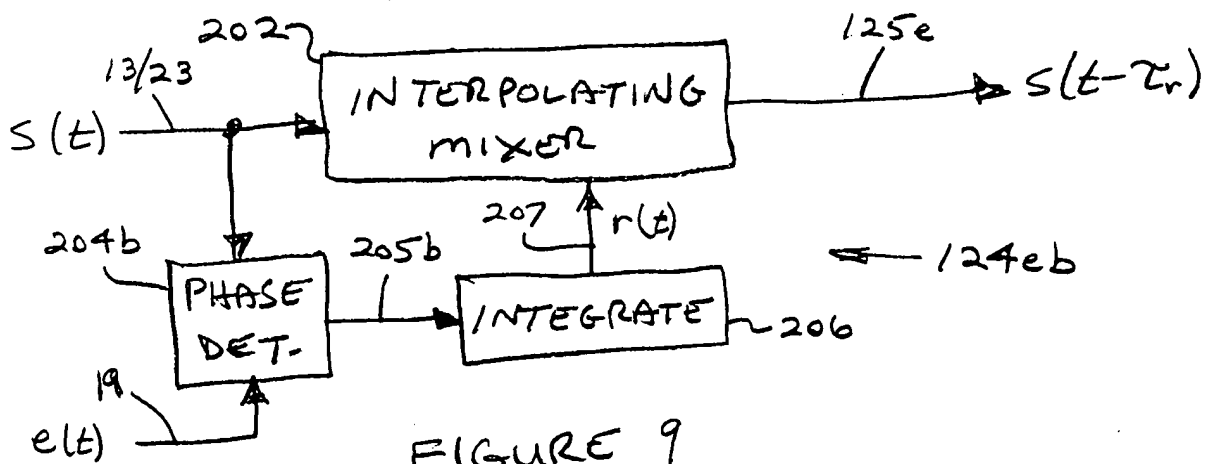 202
125e
13/23
INTERPOLATING
MIXER
S(t-τr)
S(t)
207
r(t)
204b
205b
124eb
PHASE
DET.
INTEGRATE
206
19
e(t)
FIGURE 9